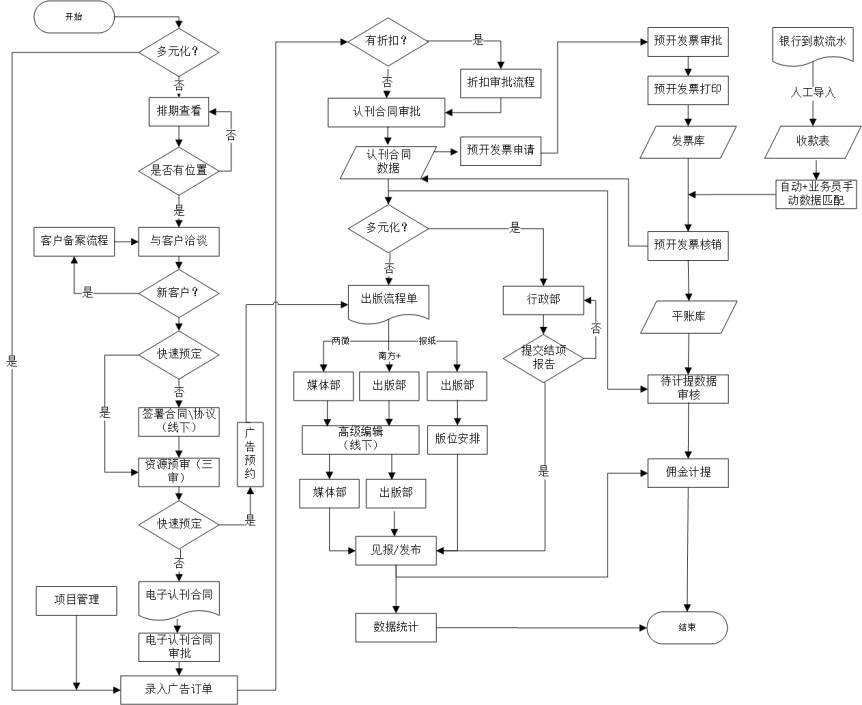 开始
多元化？
否
排期查看
否
是否有位置
是
客户备案流程
与客户洽谈
是
新客户？
快速预定
是
否
是
签署合同\协议
（线下）
资源预审（三
审）
广
告
预
约
快速预定
是
否
电子认刊合同
项目管理
电子认刊合同
审批
录入广告订单
有折扣？
是
否
折扣审批流程
认刊合同审批
认刊合同
数据
预开发票申请
多元化？
是
否
出版流程单
行政部
否
提交结项
报告
是
两微
南方+
报纸
媒体部
出版部
出版部
高级编辑
（线下）
版位安排
媒体部
出版部
见报/发布
数据统计
预开发票审批
预开发票打印
发票库
银行到款流水
人工导入
收款表
自动+业务员手
动数据匹配
预开发票核销
平账库
待计提数据
审核
佣金计提
结束